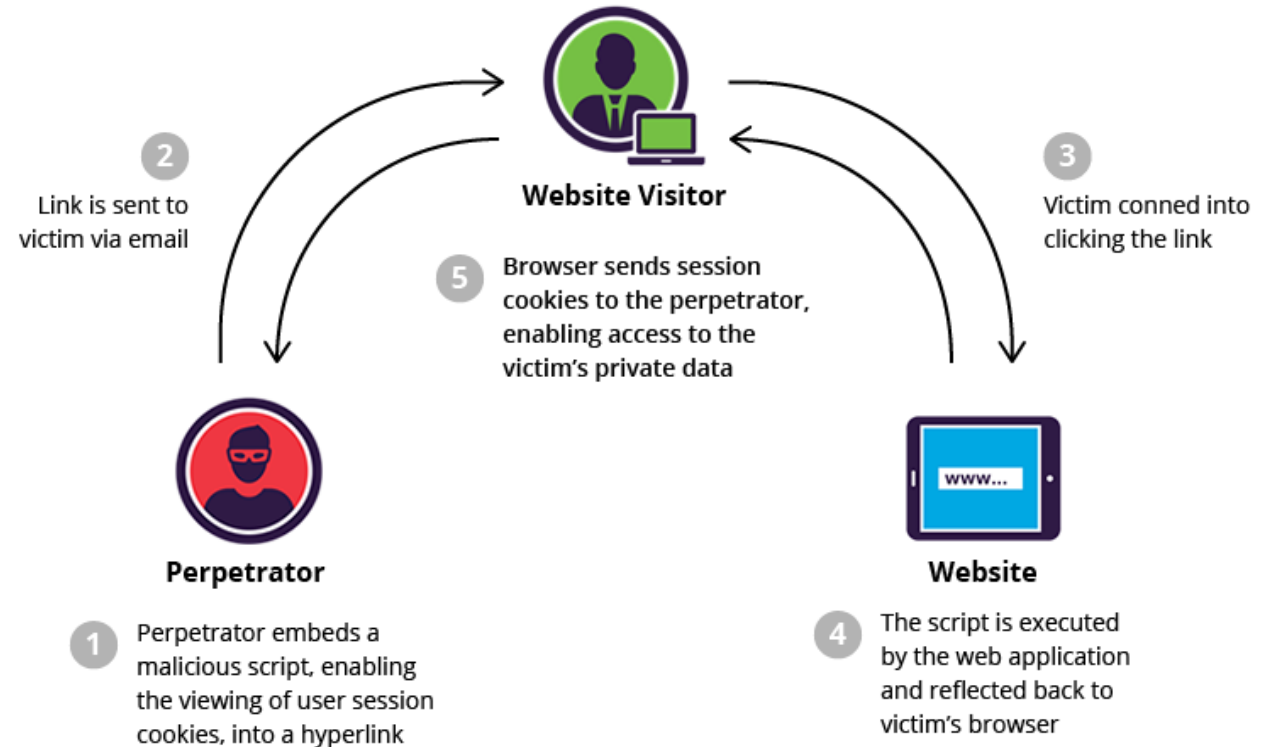 Website Visitor
2
Link is sent to
victim via email
3
Victim conned into
clicking the link
5
Browser sends session
cookies to the perpetrator,
enabling access to the
victim’s private data
www...
Perpetrator
Website
1
Perpetrator embeds a
malicious script, enabling
the viewing of user session
cookies, into a hyperlink
4
The script is executed
by the web application
and reflected back to
victim’s browser